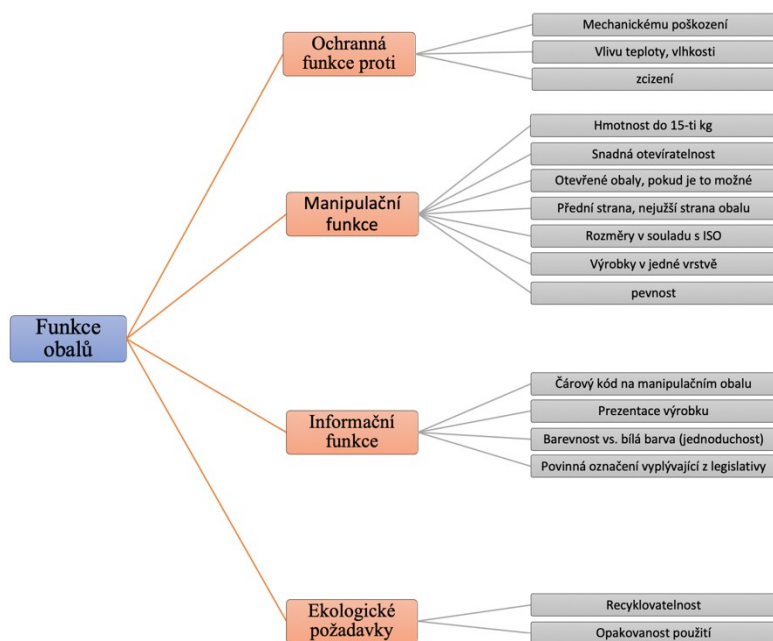 Funkce
obalů
Ochranná
funkce proti
Mechanickému poškození
Vlivu teploty, vlhkosti
zcizení
Manipulační
funkce
Hmotnost do 15-ti kg
Snadná otevíratelnost
Otevřené obaly, pokud je to možné
Přední strana, nejužší strana obalu
Rozměry v souladu s ISO
Výrobky v jedné vrstvě
pevnost
Informační
funkce
Čárový kód na manipulačním obalu
Prezentace výrobku
Barevnost vs. bílá barva (jednoduchost)
Povinná označení vyplývající z legislativy
Ekologické
požadavky
Recyklovatelnost
Opakovanost použití